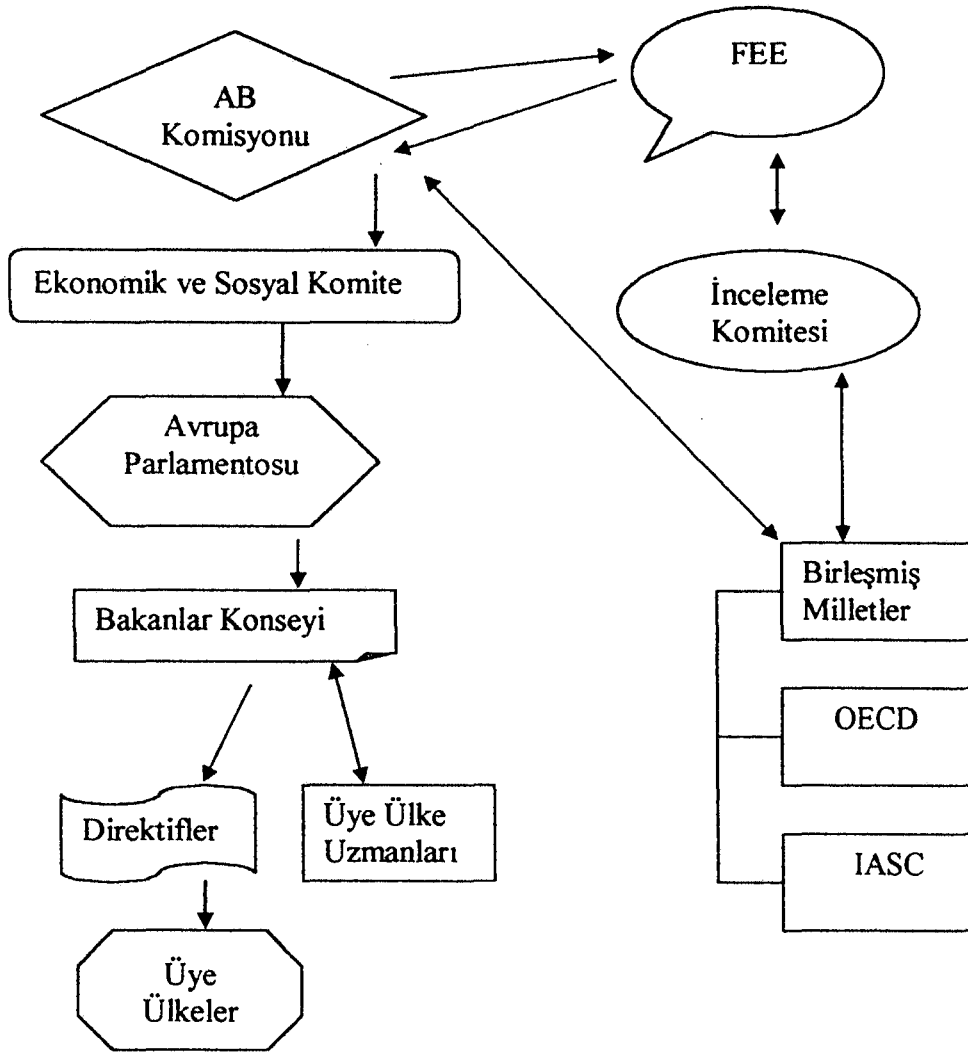 AB
Komisyonu
FEE
Ekonomik ve Sosyal Komite
İnceleme
Komitesi
Avrupa
Parlamentosu
Birleşmiş
Milletler
Bakanlar Konseyi
OECD
Direktifler
Üye Ülke
Uzmanları
IASC
Üye
Ülkeler